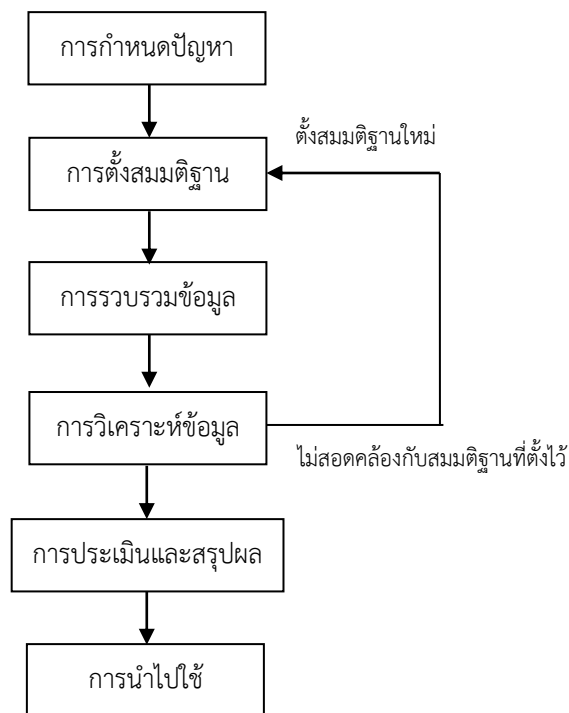 การกำหนดปัญหา
ตั้งสมมติฐานใหม่
การตั้งสมมติฐาน
การรวบรวมข้อมูล
การวิเคราะห์ข้อมูล
ไม่สอดคล้องกับสมมติฐานที่ตั้งไว้
การประเมินและสรุปผล
การนำไปใช้